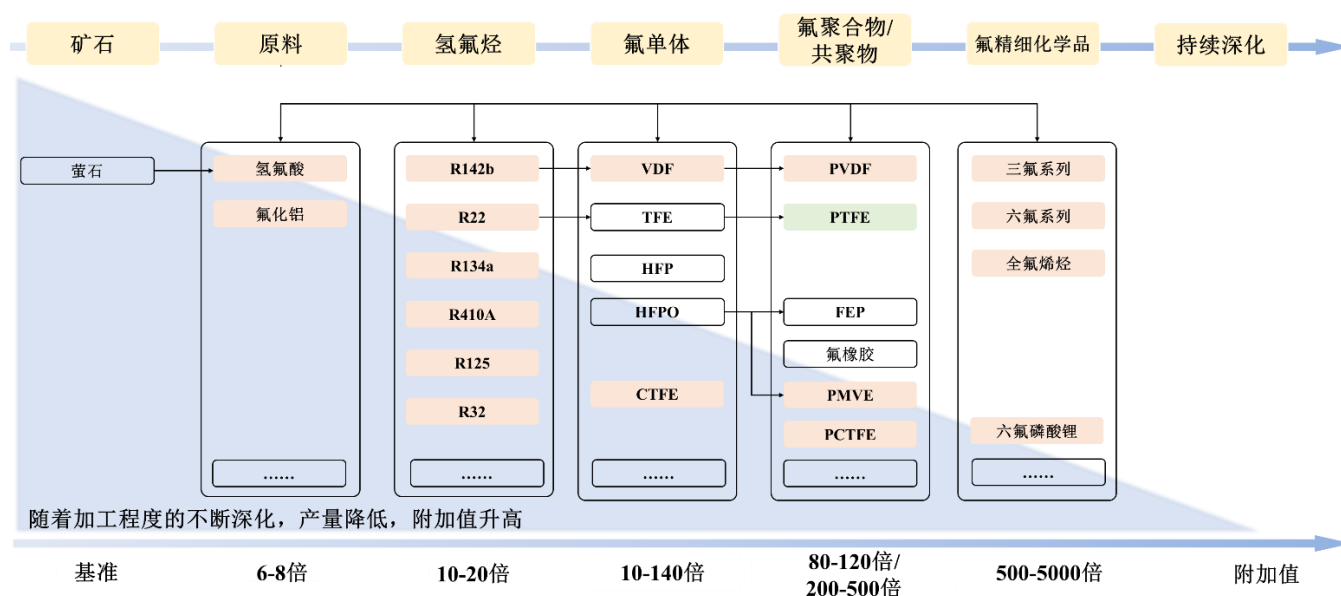 矿石
原料
氢氟烃
氟单体
氟聚合物/
共聚物
氟精细化学品
持续深化
萤石
氢氟酸
氟化铝
......
R142b
R22
R134a
R410A
R125
R32
......
VDF
TFE
HFP
HFPO
CTFE
......
PVDF
PTFE
FEP
氟橡胶
PMVE
PCTFE
......
三氟系列
六氟系列
全氟烯烃
六氟磷酸锂
......
随着加工程度的不断深化，产量降低，附加值升高
基准
6-8倍
10-20倍
10-140倍
80-120倍/
200-500倍
500-5000倍
附加值